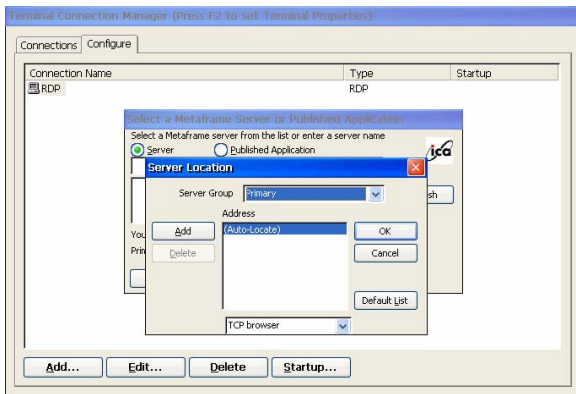 Terminal Connection Manager (Press F2 to set Terminal Properties)
Connections Configure
Connection Name Type Startup
RDP RDP
Select a Metaframe Server or Published Application
Select a Metaframe server from the list or enter a server name
Server Published Application
ica
Server Location
Server Group Primary
sh
Address
You
Add (Auto-Locate) OK
Prin
Delete Cancel
Default List
TCP browser
Add... Edit... Delete Startup...